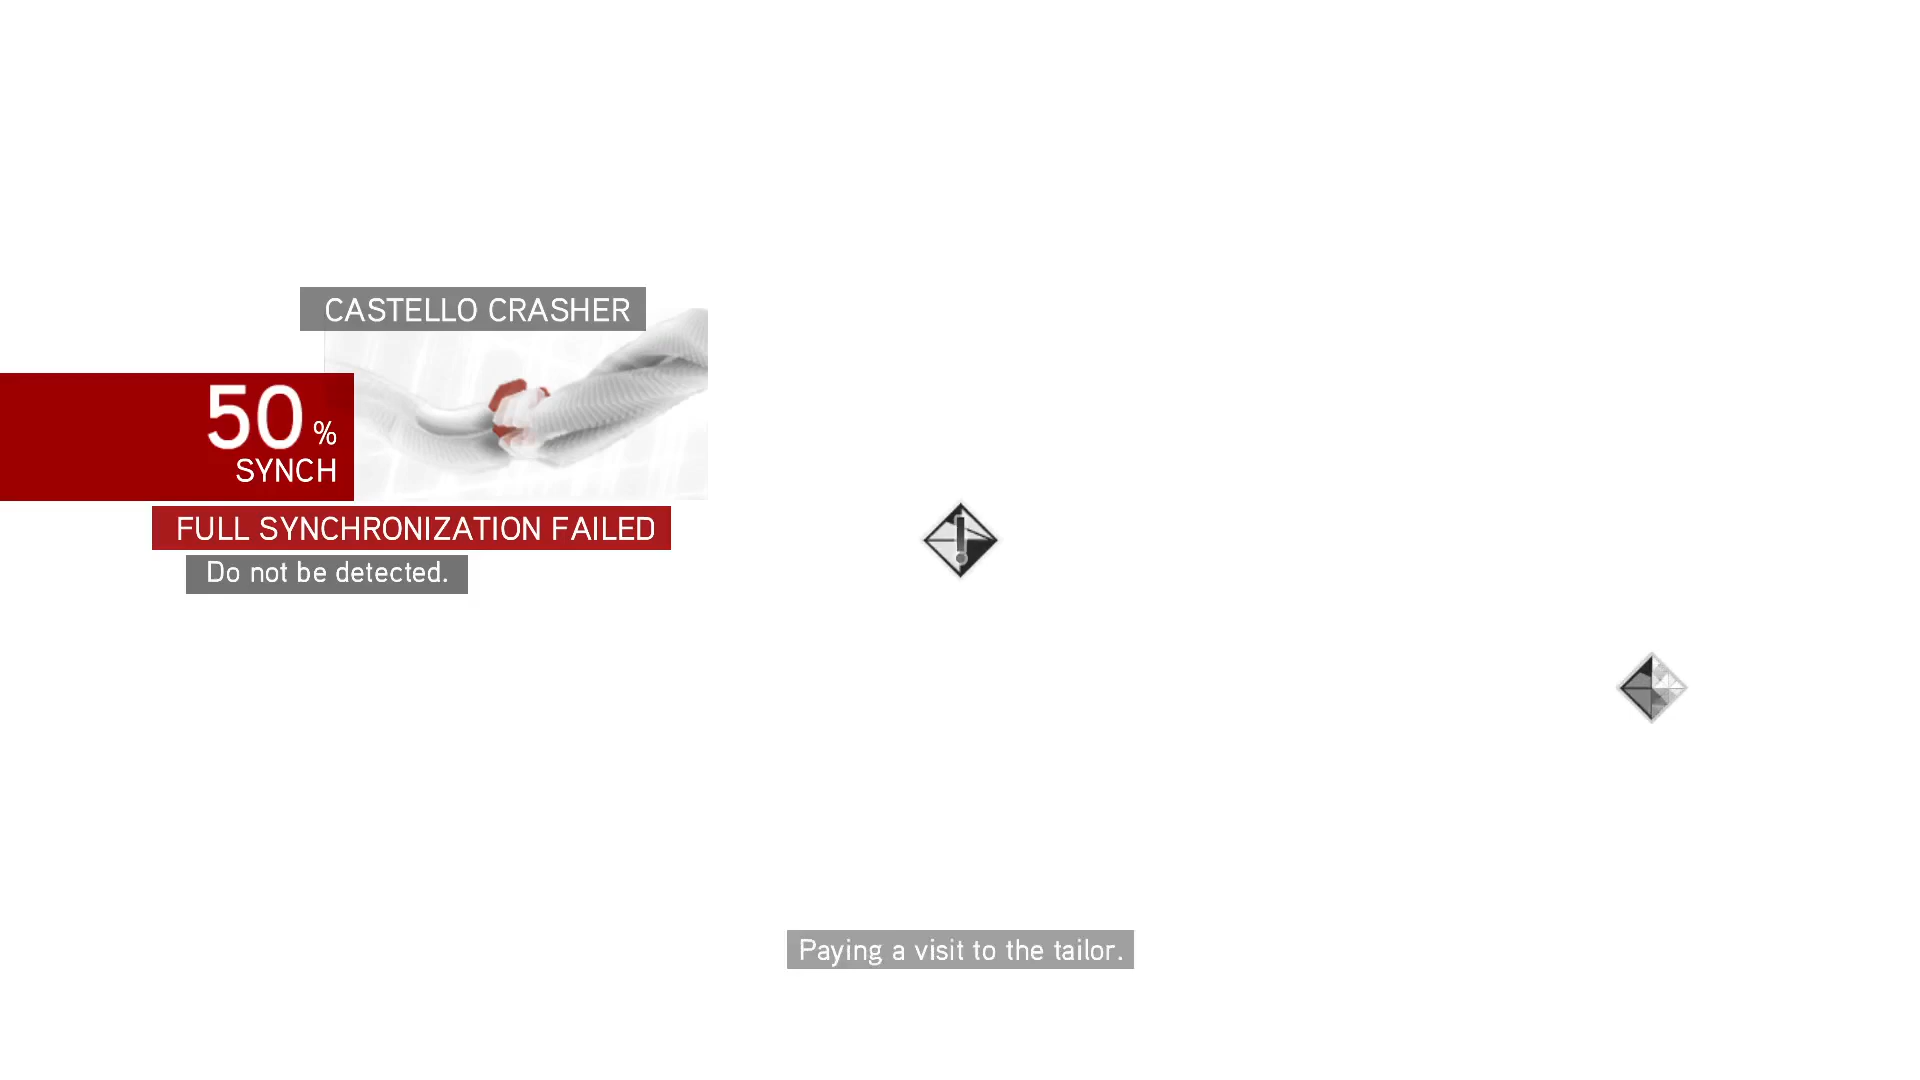 CASTELLO CRASHER
50 %
SYNCH
FULL SYNCHRONIZATION FAILED
Do not be detected.
Paying a visit to the tailor.